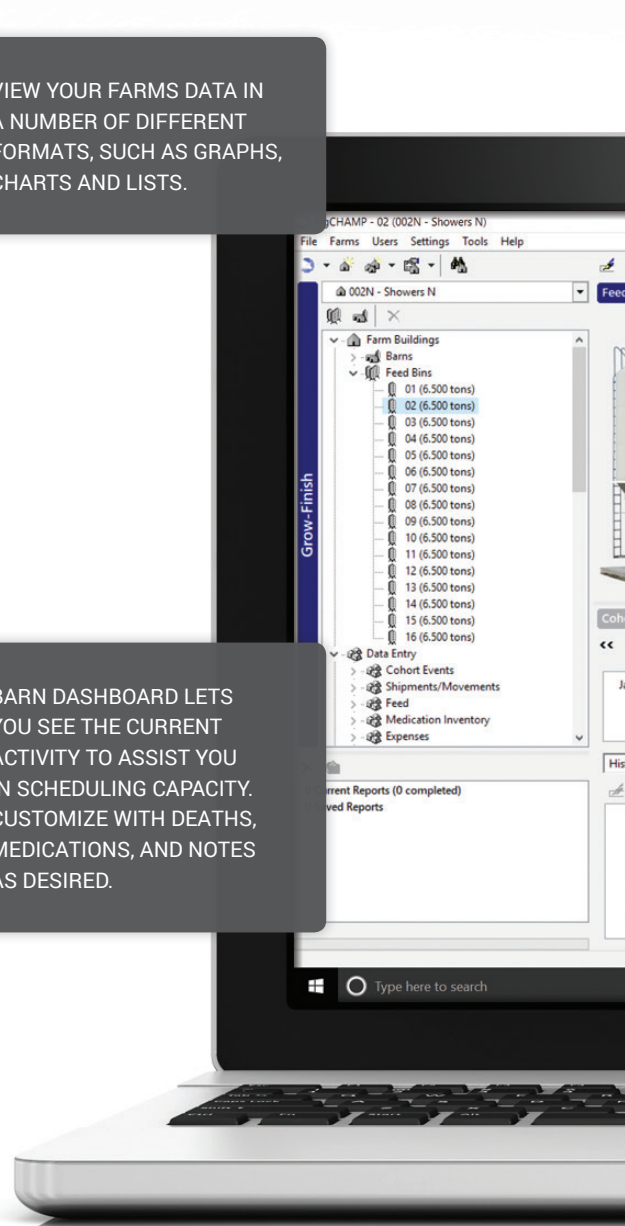 VIEW YOUR FARMS DATA IN
A NUMBER OF DIFFERENT
FORMATS, SUCH AS GRAPHS,
CHARTS AND LISTS.
gCHAMP - 02 (002N - Showers N)
File Farms Users Settings Tools Help
002N - Showers N
Feed
Farm Buildings
Barns
Feed Bins
01 (6.500 tons)
02 (6.500 tons)
03 (6.500 tons)
04 (6.500 tons)
05 (6.500 tons)
06 (6.500 tons)
07 (6.500 tons)
08 (6.500 tons)
09 (6.500 tons)
10 (6.500 tons)
11 (6.500 tons)
12 (6.500 tons)
13 (6.500 tons)
14 (6.500 tons)
15 (6.500 tons)
16 (6.500 tons)
Grow-Finish
Data Entry
Cohort Events
Shipments/Movements
Feed
Medication Inventory
Expenses
Coho
Ja
His
BARN DASHBOARD LETS
YOU SEE THE CURRENT
ACTIVITY TO ASSIST YOU
IN SCHEDULING CAPACITY.
CUSTOMIZE WITH DEATHS,
MEDICATIONS, AND NOTES
AS DESIRED.
rrent Reports (0 completed)
ved Reports
Type here to search